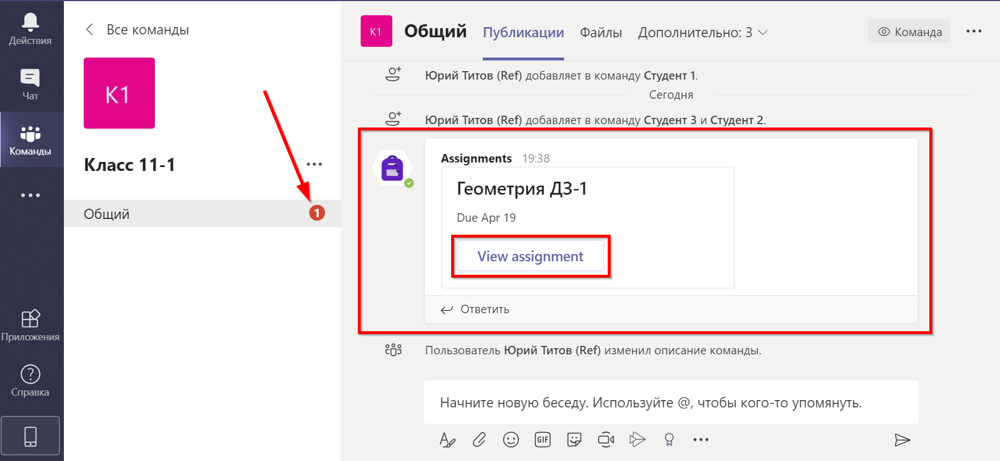 Действия
Чат
Команды
Приложения
Справка
Все команды
К1
Класс 11-1
Общий
1
К1
Общий
Публикации
Файлы
Дополнительно: 3
Команда
Юрий Титов (Ref) добавляет в команду Студент 1.
Сегодня
Юрий Титов (Ref) добавляет в команду Студент 3 и Студент 2.
Assignments 19:38
Геометрия ДЗ-1
Due Apr 19
View assignment
Ответить
Пользователь Юрий Титов (Ref) изменил описание команды.
Начните новую беседу. Используйте @, чтобы кого-то упомянуть.
GIF